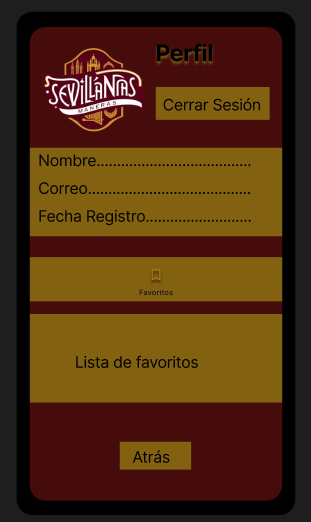 Perfil
SEVILLANAS
MANERAS
Cerrar Sesión
Nombre......................................
Correo........................................
Fecha Registro..........................
Favoritos
Lista de favoritos
Atrás